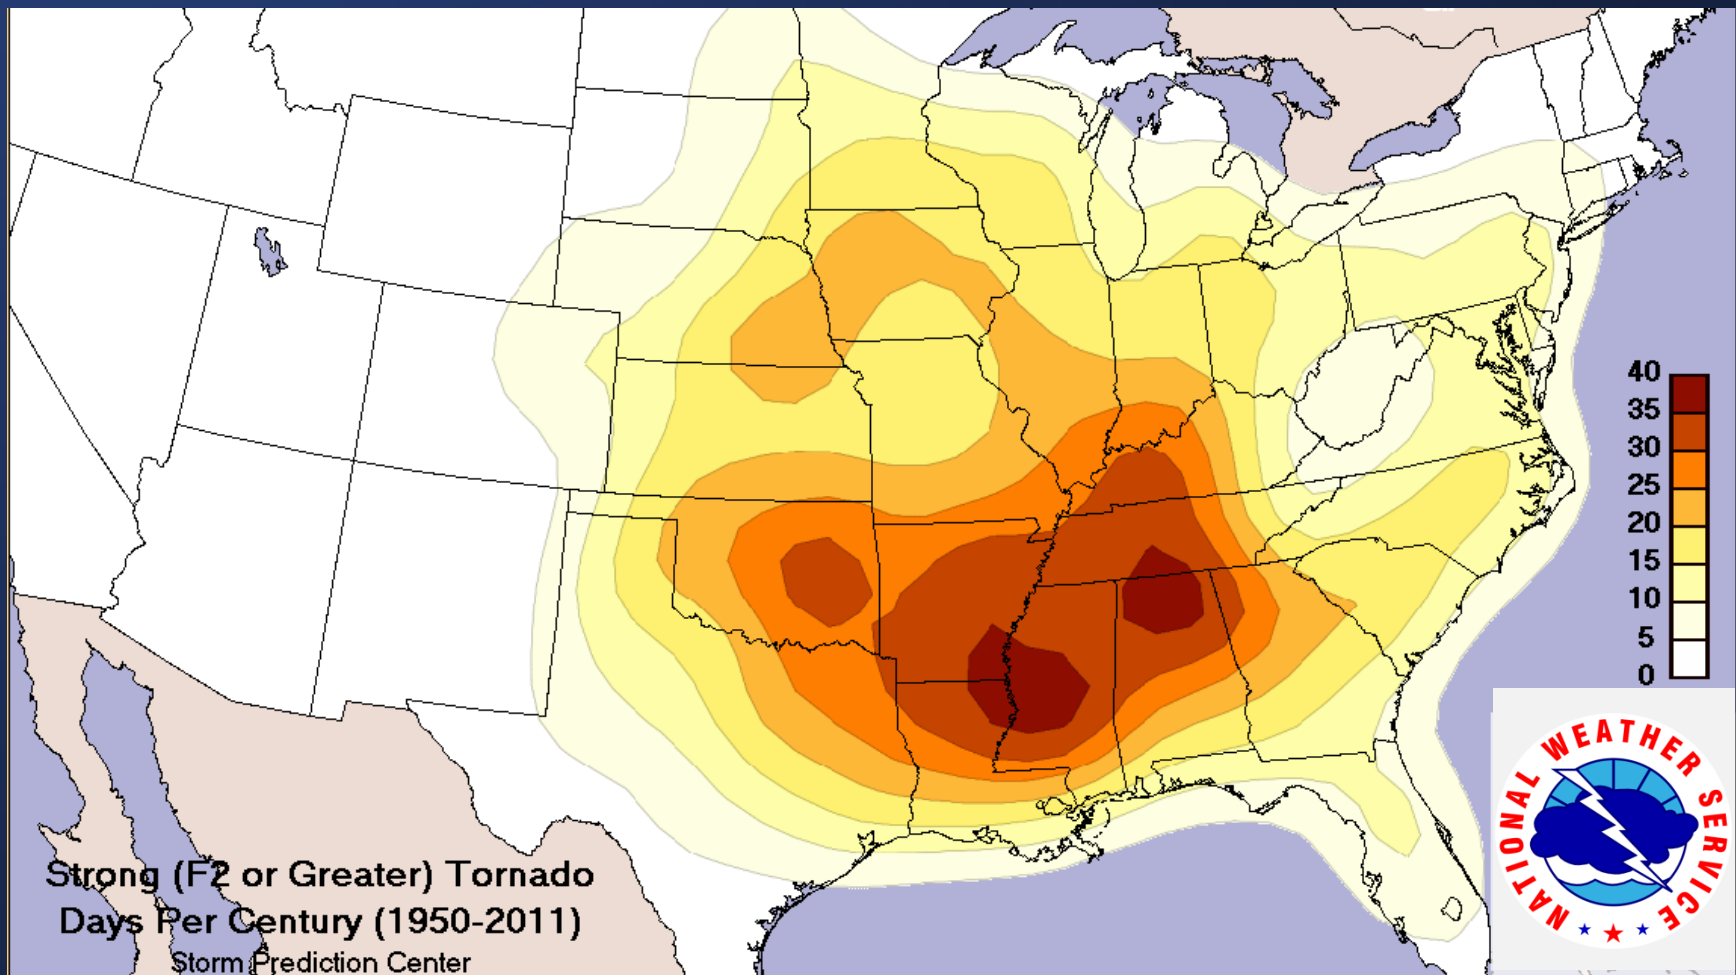 40
35
30
25
20
15
10
5
0
NATIONAL WEATHER SERVICE
Strong (F2 or Greater) Tornado
Days Per Century (1950-2011)
Storm Prediction Center